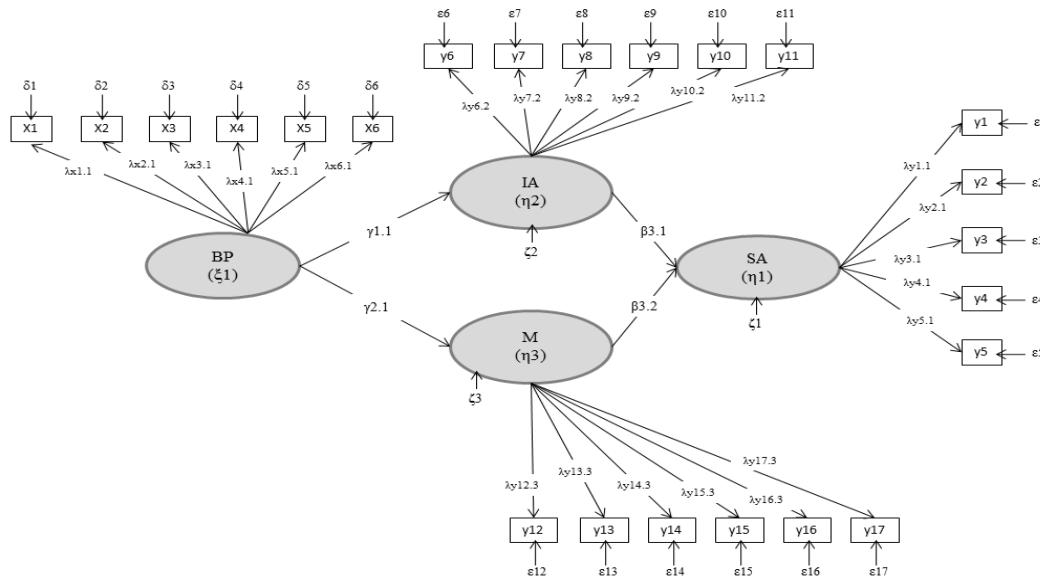 ε6 ε7 ε8 ε9 ε10 ε11
y6 y7 y8 y9 y10 y11
δ1 δ2 δ3 δ4 δ5 δ6
X1 X2 X3 X4 X5 X6
λy6.2 λy7.2 λy8.2 λy9.2 λy10.2 λy11.2
λx1.1 λx2.1 λx3.1 λx4.1 λx5.1 λx6.1
IA
(η2)
ζ2
γ1.1
β3.1
BP
(ξ1)
SA
(η1)
ζ1
γ2.1
β3.2
M
(η3)
ζ3
λy1.1
λy2.1
λy3.1
λy4.1
λy5.1
y1 ε
y2 ε
y3 ε
y4 ε
y5 ε
λy12.3 λy13.3 λy14.3 λy15.3 λy16.3 λy17.3
y12 y13 y14 y15 y16 y17
ε12 ε13 ε14 ε15 ε16 ε17